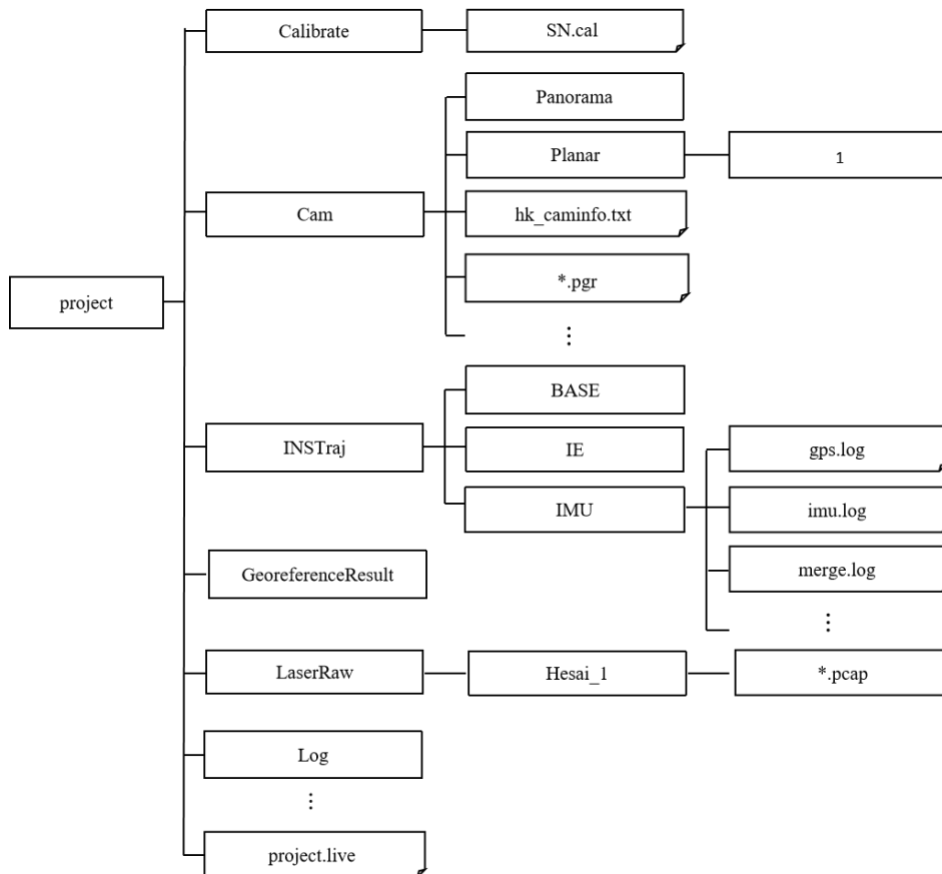 Calibrate
SN.cal
Panorama
Planar
1
Cam
hk_caminfo.txt
*.pgr
⋮
project
BASE
INSTraj
IE
gps.log
IMU
imu.log
merge.log
⋮
GeoreferenceResult
LaserRaw
Hesai_1
*.pcap
Log
⋮
project.live